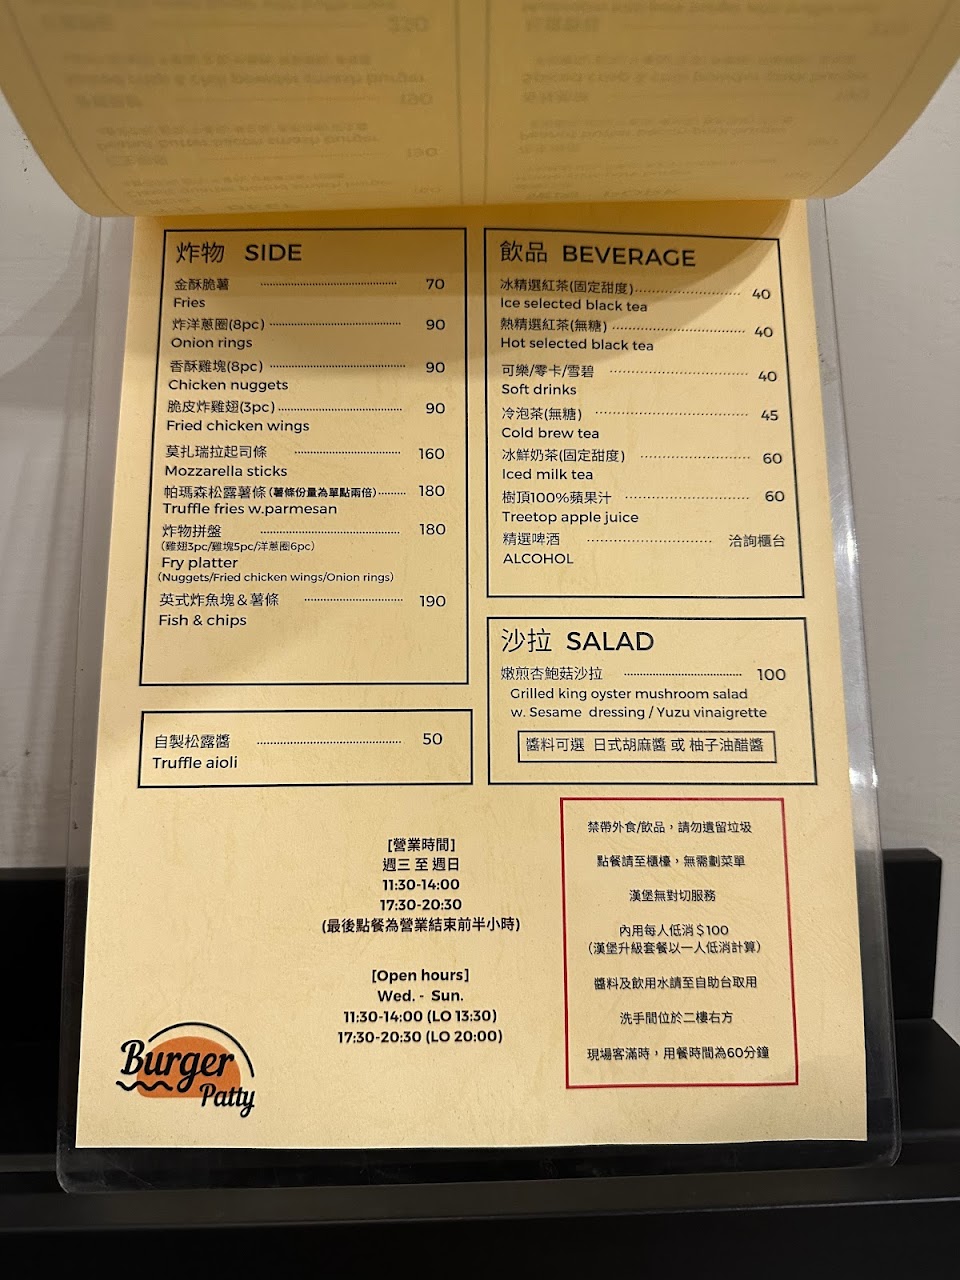 炸物 SIDE
金酥脆薯 70
Fries
炸洋蔥圈(8pc) 90
Onion rings
香酥雞塊(8pc) 90
Chicken nuggets
脆皮炸雞翅(3pc) 90
Fried chicken wings
莫扎瑞拉起司條 160
Mozzarella sticks
帕瑪森松露薯條(薯條份量為單點兩倍) 180
Truffle fries w.parmesan
炸物拼盤 180
(雞翅3pc/雞塊5pc/洋蔥圈6pc)
Fry platter
(Nuggets/Fried chicken wings/Onion rings)
英式炸魚塊＆薯條 190
Fish & chips
自製松露醬 50
Truffle aioli
飲品 BEVERAGE
冰精選紅茶(固定甜度) 40
Ice selected black tea
熱精選紅茶(無糖) 40
Hot selected black tea
可樂/零卡/雪碧 40
Soft drinks
冷泡茶(無糖) 45
Cold brew tea
冰鮮奶茶(固定甜度) 60
Iced milk tea
樹頂100%蘋果汁 60
Treetop apple juice
精選啤酒 洽詢櫃台
ALCOHOL
沙拉 SALAD
嫩煎杏鮑菇沙拉 100
Grilled king oyster mushroom salad
w. Sesame dressing / Yuzu vinaigrette
醬料可選 日式胡麻醬 或 柚子油醋醬
[營業時間]
週三 至 週日
11:30-14:00
17:30-20:30
(最後點餐為營業結束前半小時)
[Open hours]
Wed. - Sun.
11:30-14:00 (LO 13:30)
17:30-20:30 (LO 20:00)
禁帶外食/飲品，請勿遺留垃圾
點餐請至櫃檯，無需劃菜單
漢堡無對切服務
內用每人低消＄100
(漢堡升級套餐以一人低消計算)
醬料及飲用水請至自助台取用
洗手間位於二樓右方
現場客滿時，用餐時間為60分鐘
Burger
Patty